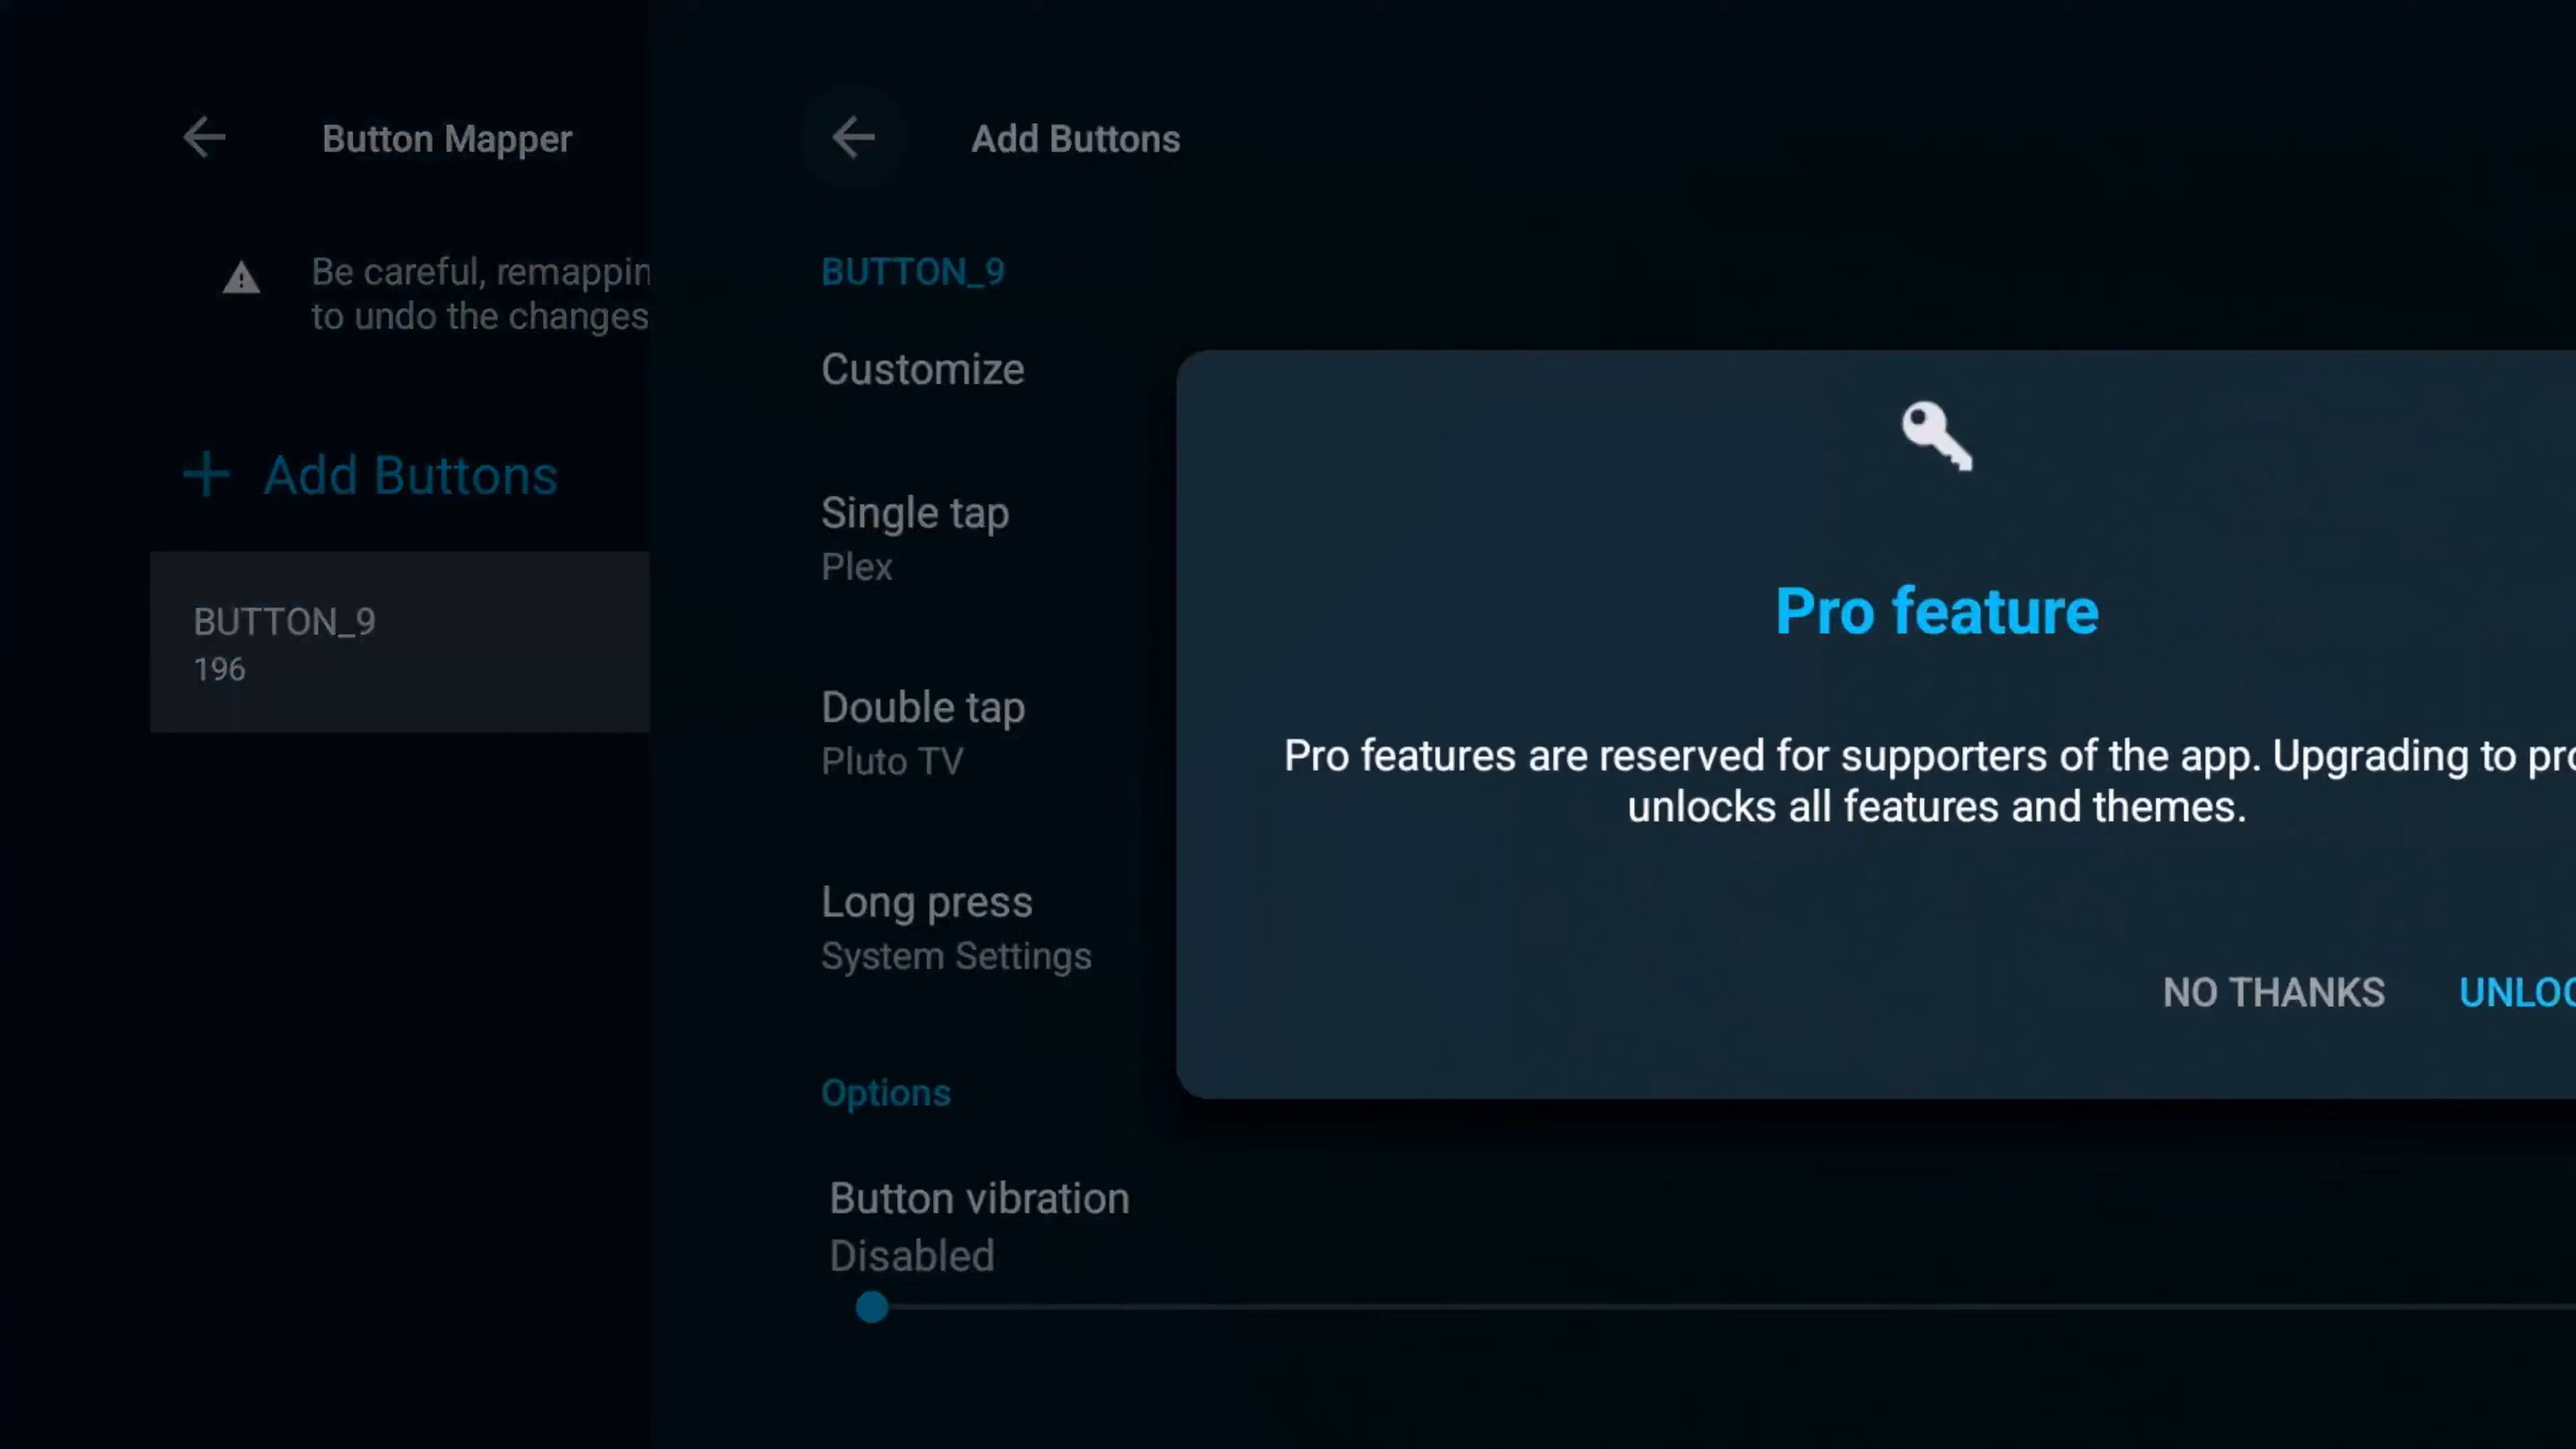 Button Mapper
Be careful, remappin
to undo the changes
Add Buttons
BUTTON_9
196
Add Buttons
BUTTON_9
Customize
Single tap
Plex
Double tap
Pluto TV
Long press
System Settings
Options
Button vibration
Disabled
Pro feature
Pro features are reserved for supporters of the app. Upgrading to pro
unlocks all features and themes.
NO THANKS
UNLOC